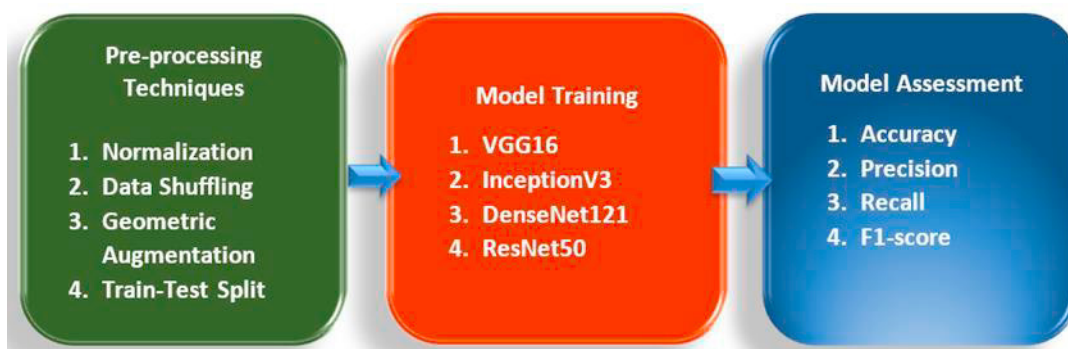 Pre-processing
Techniques
1. Normalization
2. Data Shuffling
3. Geometric
Augmentation
4. Train-Test Split
Model Training
1. VGG16
2. InceptionV3
3. DenseNet121
4. ResNet50
Model Assessment
1. Accuracy
2. Precision
3. Recall
4. F1-score